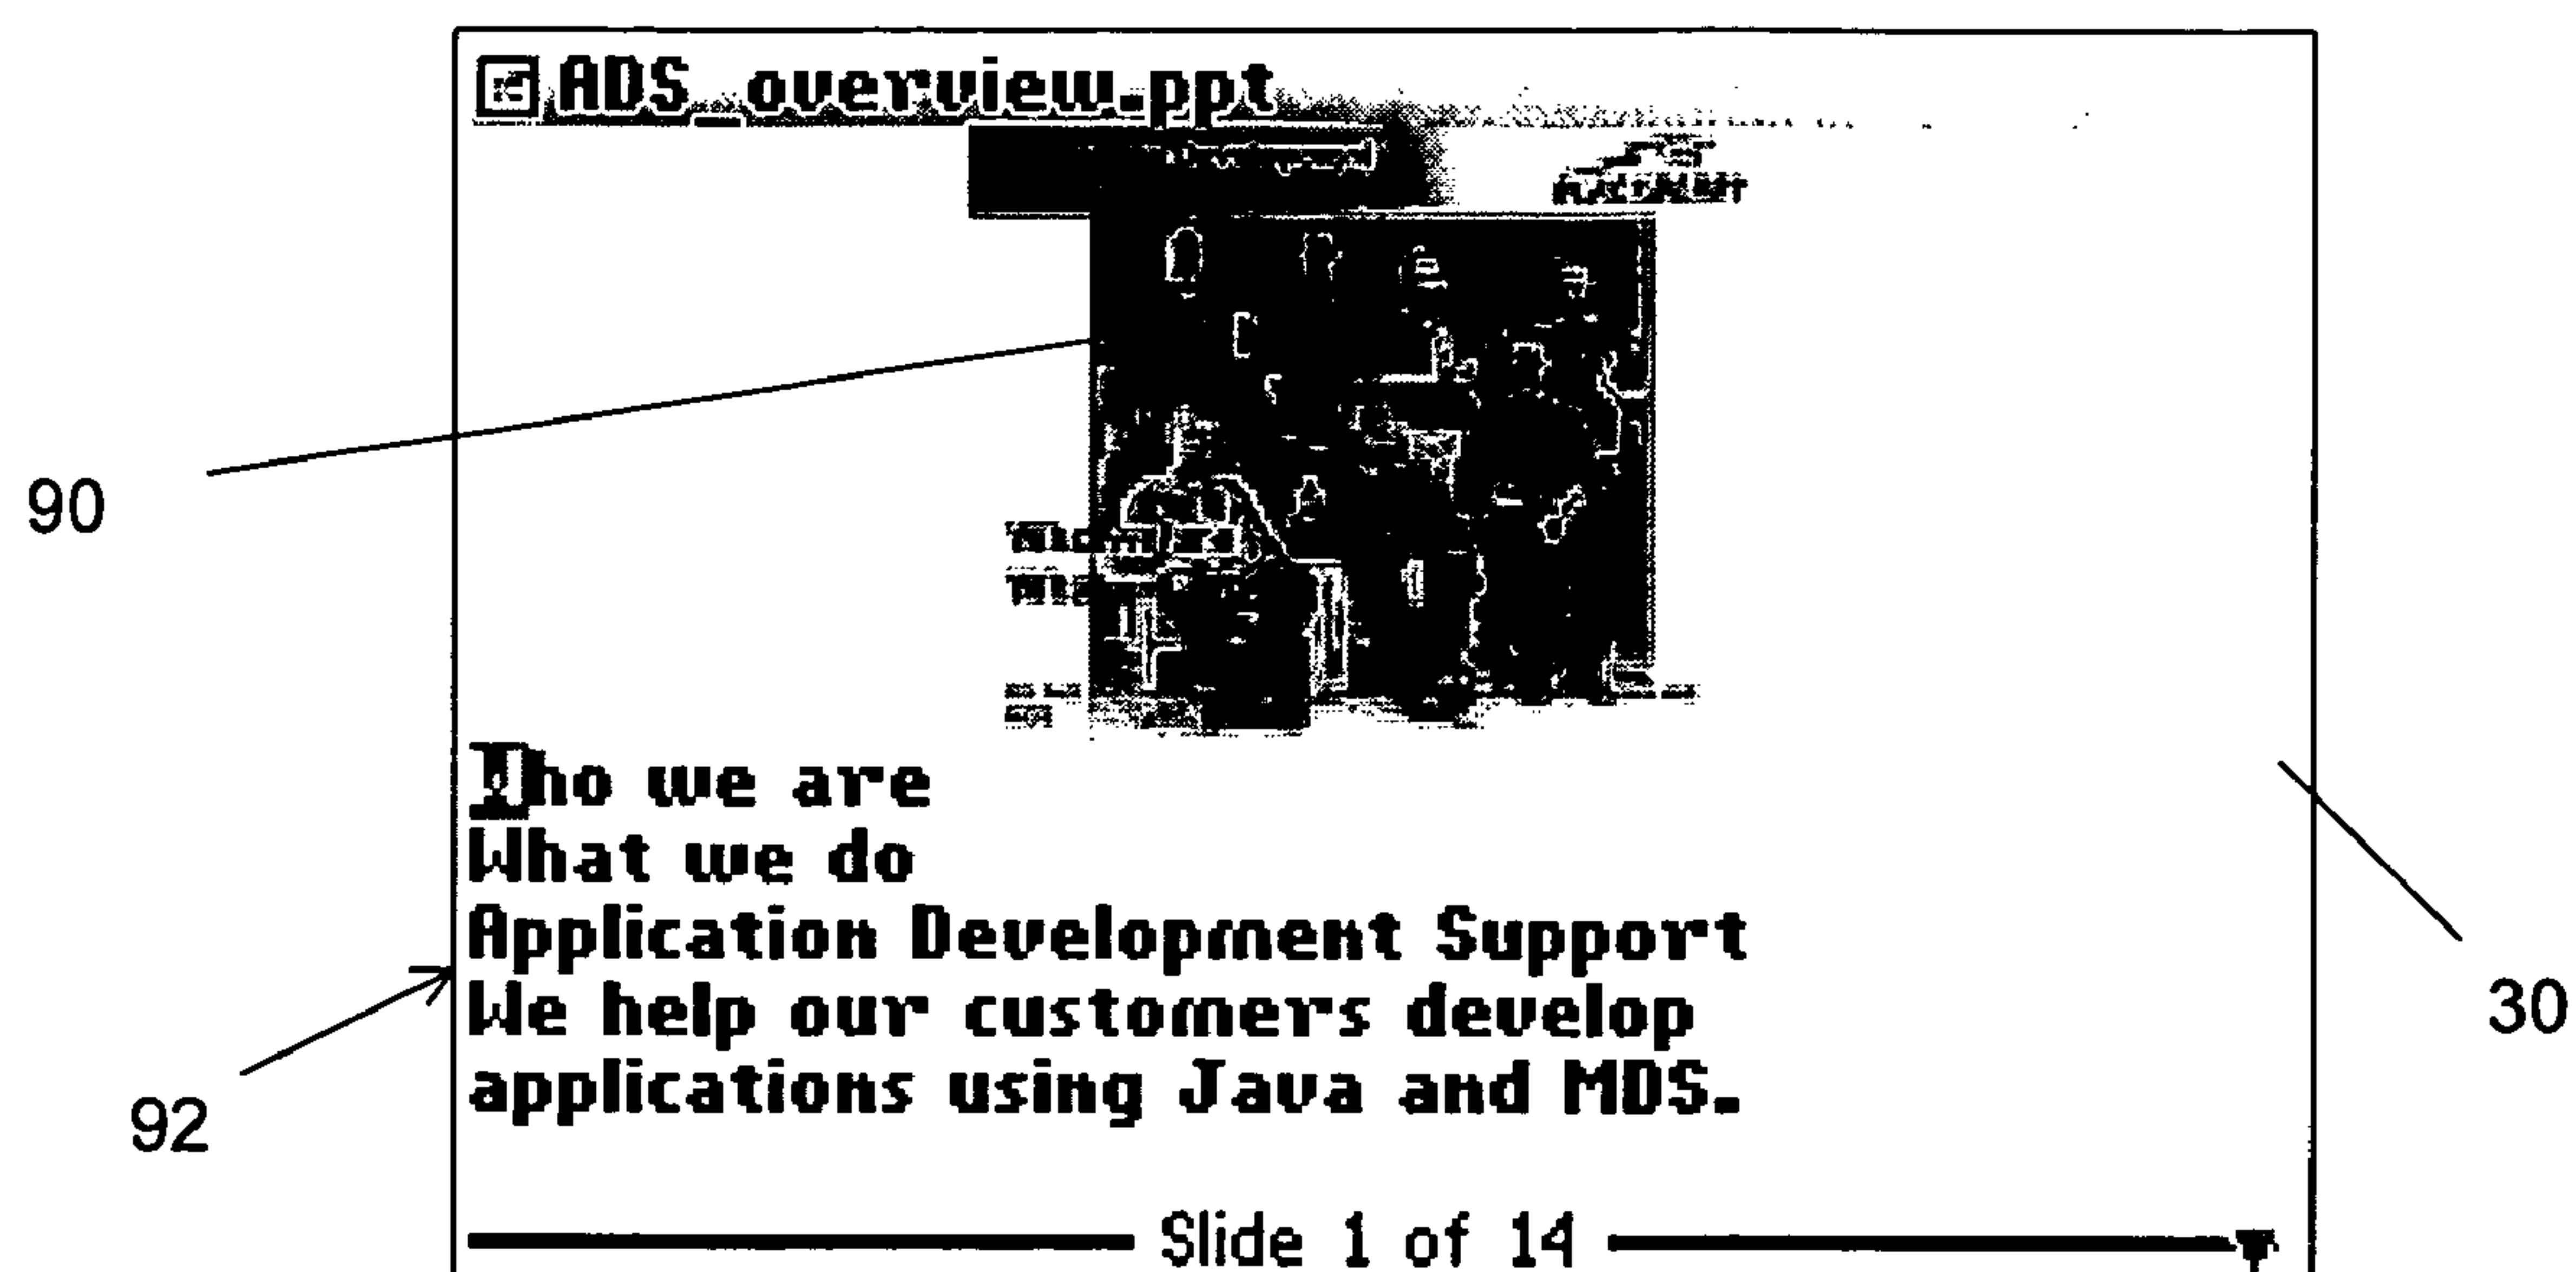 ADS_overview.ppt
90
Who we are
What we do
Application Development Support
We help our customers develop
30
applications using Java and MDS.
92
Slide 1 of 14